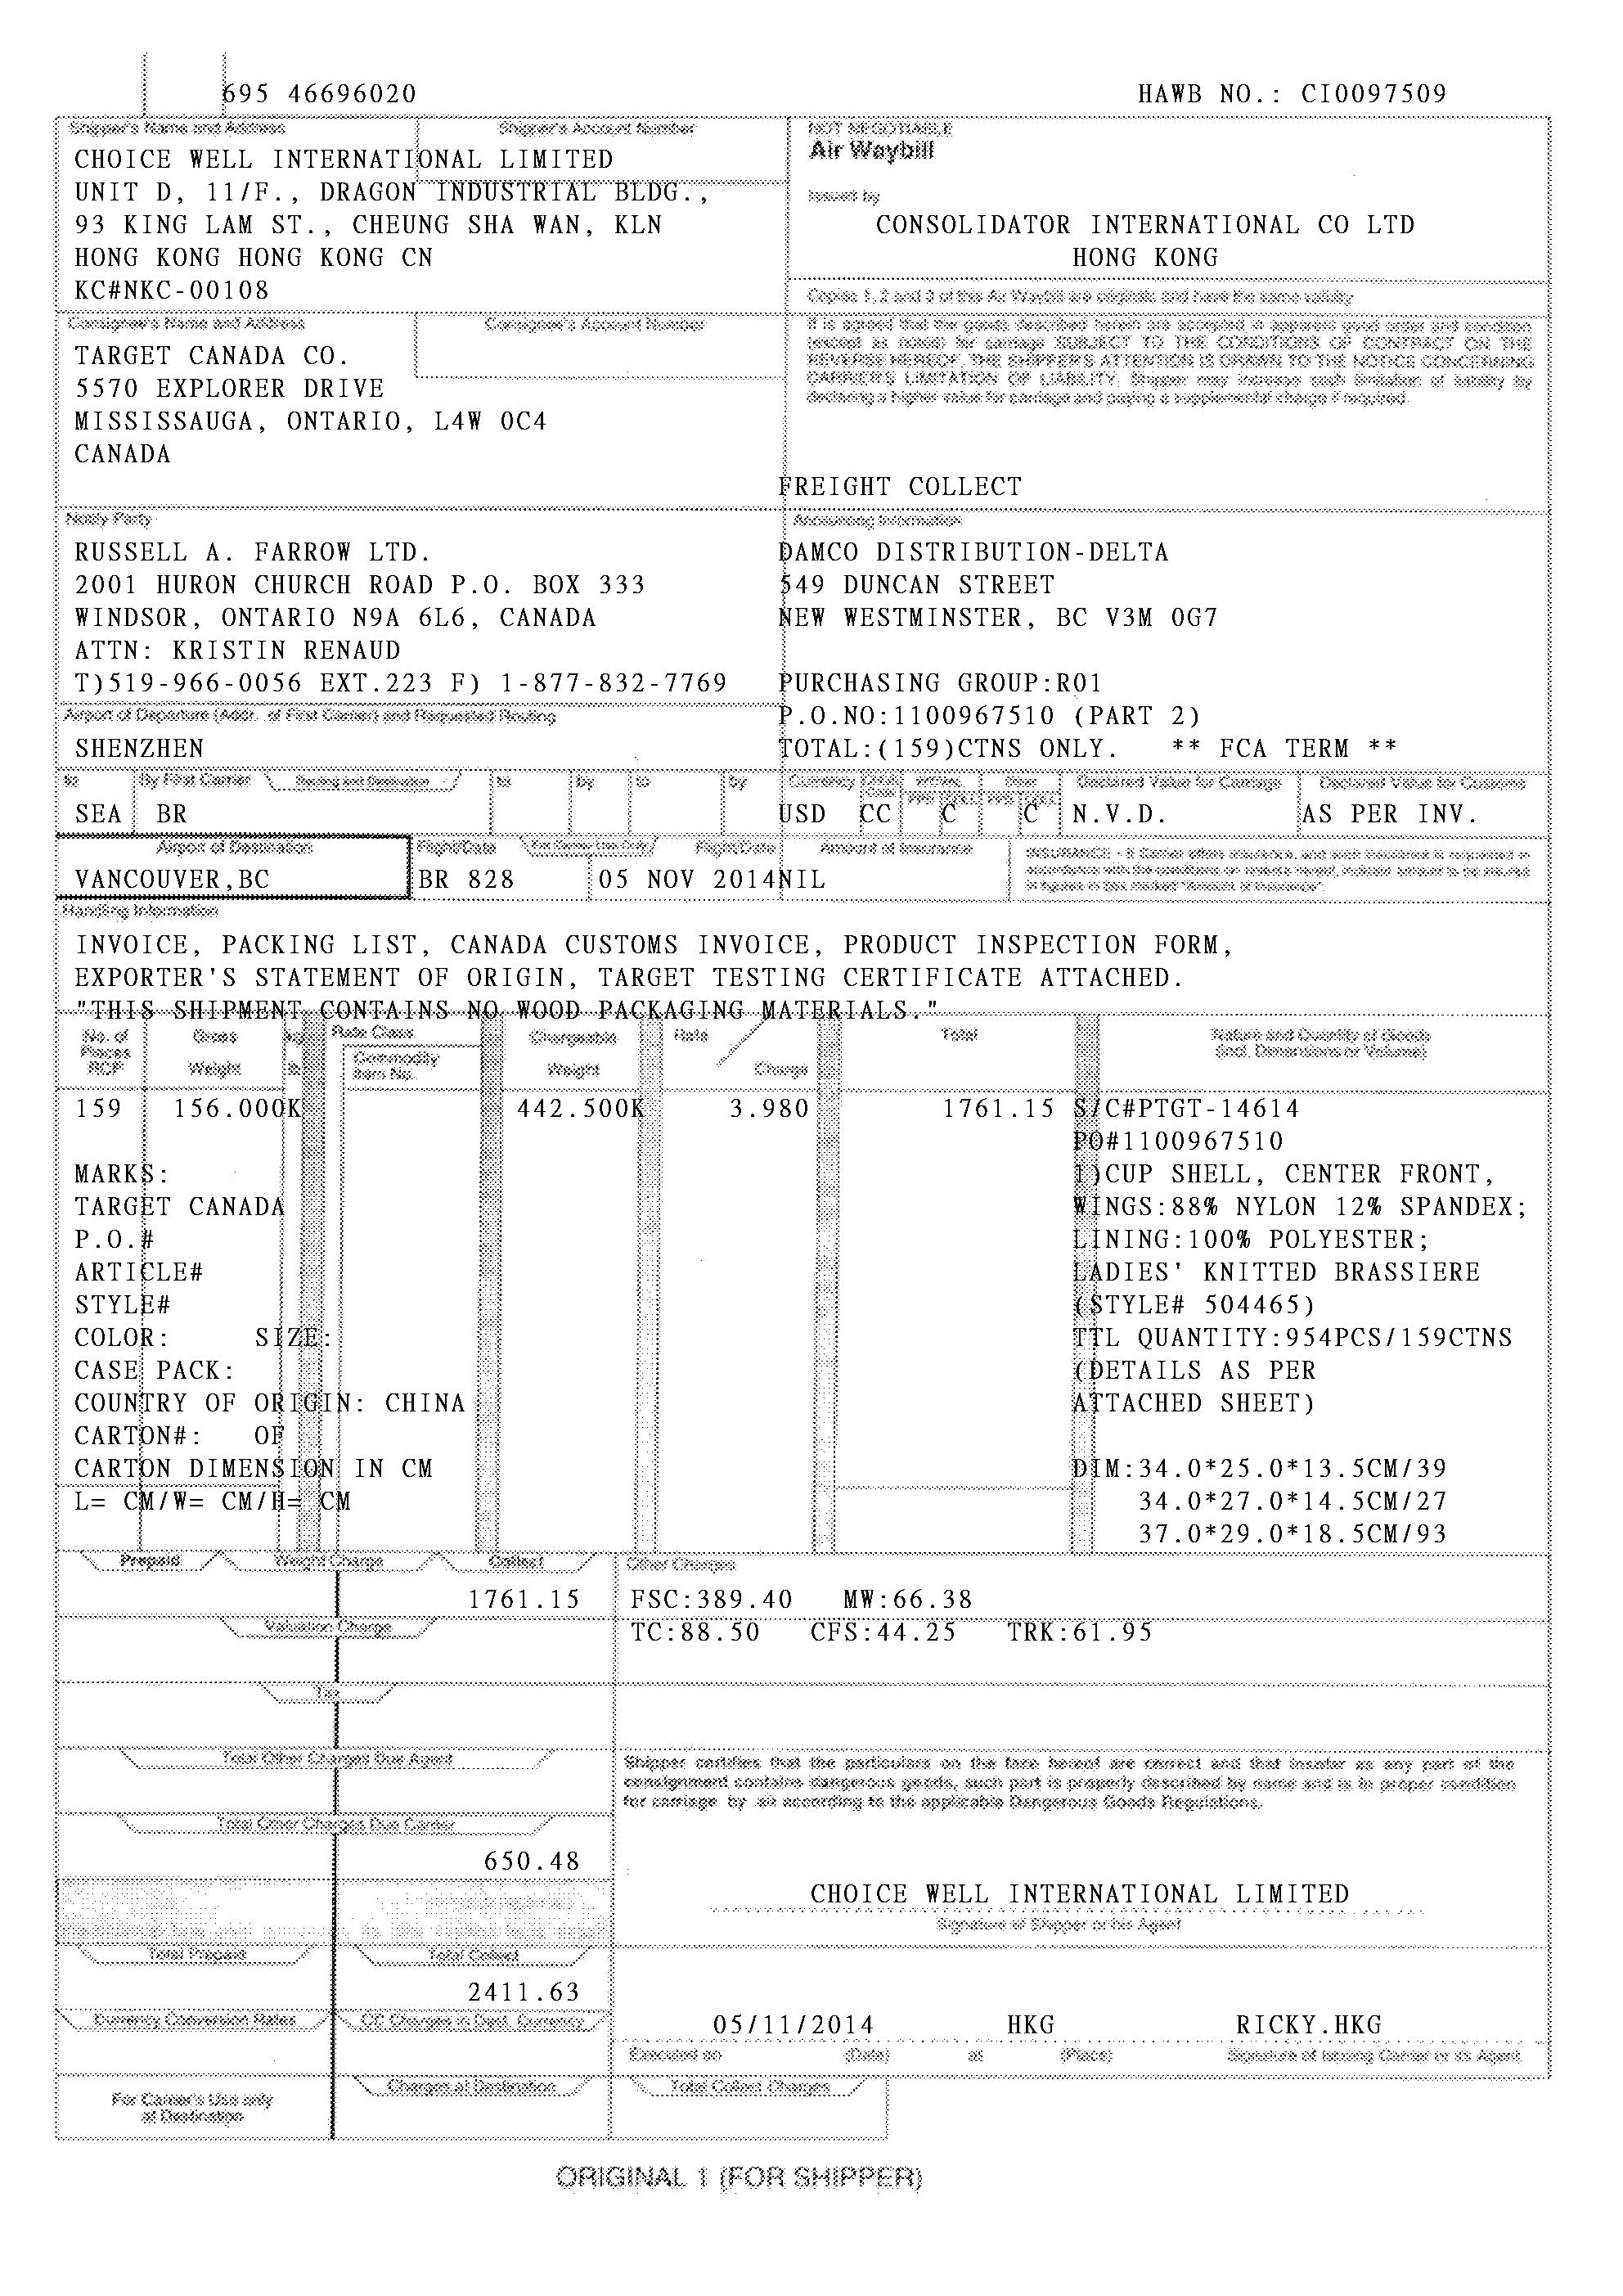 695 46696020
HAWB NO.: CI0097509
Shipper's Name and Address
Shipper's Account Number
CHOICE WELL INTERNATIONAL LIMITED
UNIT D, 11/F., DRAGON INDUSTRIAL BLDG.,
93 KING LAM ST., CHEUNG SHA WAN, KLN
HONG KONG HONG KONG CN
KC#NKC-00108
NOT NEGOTIABLE
Air Waybill
Issued by
CONSOLIDATOR INTERNATIONAL CO LTD
HONG KONG
Copies 1, 2 and 3 of this Air Waybill are originals and have the same validity
Consignee's Name and Address
Consignee's Account Number
TARGET CANADA CO.
5570 EXPLORER DRIVE
MISSISSAUGA, ONTARIO, L4W 0C4
CANADA
It is agreed that the goods described herein are accepted in apparent good order and condition
(except as noted) for carriage SUBJECT TO THE CONDITIONS OF CONTRACT ON THE
REVERSE HEREOF. THE SHIPPER'S ATTENTION IS DRAWN TO THE NOTICE CONCERNING
CARRIER'S LIMITATION OF LIABILITY. Shipper may increase such limitation of liability by
declaring a higher value for carriage and paying a supplemental charge if required.
FREIGHT COLLECT
Notify Party
RUSSELL A. FARROW LTD.
2001 HURON CHURCH ROAD P.O. BOX 333
WINDSOR, ONTARIO N9A 6L6, CANADA
ATTN: KRISTIN RENAUD
T)519-966-0056 EXT.223 F) 1-877-832-7769
Accounting Information
DAMCO DISTRIBUTION-DELTA
549 DUNCAN STREET
NEW WESTMINSTER, BC V3M 0G7
PURCHASING GROUP:R01
P.O.NO:1100967510 (PART 2)
TOTAL:(159)CTNS ONLY. ** FCA TERM **
Airport of Departure (Addr. of First Carrier) and Requested Routing
SHENZHEN
to By First Carrier Routing and Destination to by to by Currency Declared Value for Carriage Declared Value for Customs
SEA BR USD CC C C N.V.D. AS PER INV.
Airport of Destination Flight/Date For Carrier Use Only Flight/Date Amount of Insurance
VANCOUVER,BC BR 828 05 NOV 2014 NIL
INSURANCE - If Carrier offers insurance, and such insurance is requested in
accordance with the conditions on reverse hereof, indicate amount to be insured
in figures in box marked "Amount of Insurance".
Handling Information
INVOICE, PACKING LIST, CANADA CUSTOMS INVOICE, PRODUCT INSPECTION FORM,
EXPORTER'S STATEMENT OF ORIGIN, TARGET TESTING CERTIFICATE ATTACHED.
"THIS SHIPMENT CONTAINS NO WOOD PACKAGING MATERIALS."
No. of Pieces RCP
Gross Weight
kg lb
Rate Class
Commodity Item No.
Chargeable Weight
Rate / Charge
Total
Nature and Quantity of Goods
(incl. Dimensions or Volume)
159 156.000K 442.500K 3.980 1761.15
MARKS:
TARGET CANADA
P.O.#
ARTICLE#
STYLE#
COLOR: SIZE:
CASE PACK:
COUNTRY OF ORIGIN: CHINA
CARTON#: OF
CARTON DIMENSION IN CM
L= CM/W= CM/H= CM
S/C#PTGT-14614
PO#1100967510
1)CUP SHELL, CENTER FRONT,
WINGS:88% NYLON 12% SPANDEX;
LINING:100% POLYESTER;
LADIES' KNITTED BRASSIERE
(STYLE# 504465)
TTL QUANTITY:954PCS/159CTNS
(DETAILS AS PER
ATTACHED SHEET)
DIM:34.0*25.0*13.5CM/39
34.0*27.0*14.5CM/27
37.0*29.0*18.5CM/93
Prepaid Weight Charge Collect
1761.15
Other Charges
FSC:389.40 MW:66.38
TC:88.50 CFS:44.25 TRK:61.95
Valuation Charge
Tax
Total Other Charges Due Agent
Total Other Charges Due Carrier
650.48
Shipper certifies that the particulars on the face hereof are correct and that insofar as any part of the
consignment contains dangerous goods, such part is properly described by name and is in proper condition
for carriage by air according to the applicable Dangerous Goods Regulations.
CHOICE WELL INTERNATIONAL LIMITED
Signature of Shipper or his Agent
Total Prepaid Total Collect
2411.63
Currency Conversion Rates CC Charges in Dest. Currency
05/11/2014 HKG RICKY.HKG
Executed on (Date) at (Place) Signature of Issuing Carrier or its Agent
For Carrier's Use only
at Destination
Charges at Destination
Total Collect Charges
ORIGINAL 1 (FOR SHIPPER)